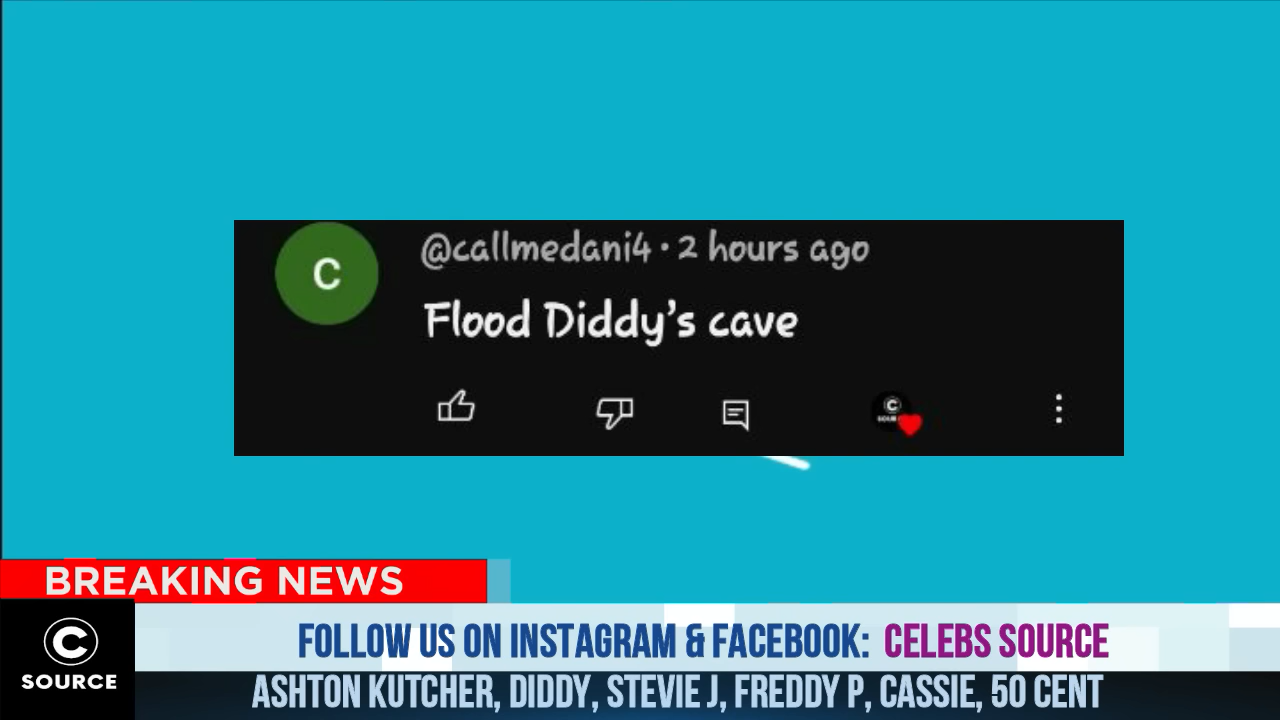 C
@callmedani4 · 2 hours ago
Flood Diddy's cave
C
SOURCE
BREAKING NEWS
C
SOURCE
FOLLOW US ON INSTAGRAM & FACEBOOK: CELEBS SOURCE
ASHTON KUTCHER, DIDDY, STEVIE J, FREDDY P, CASSIE, 50 CENT